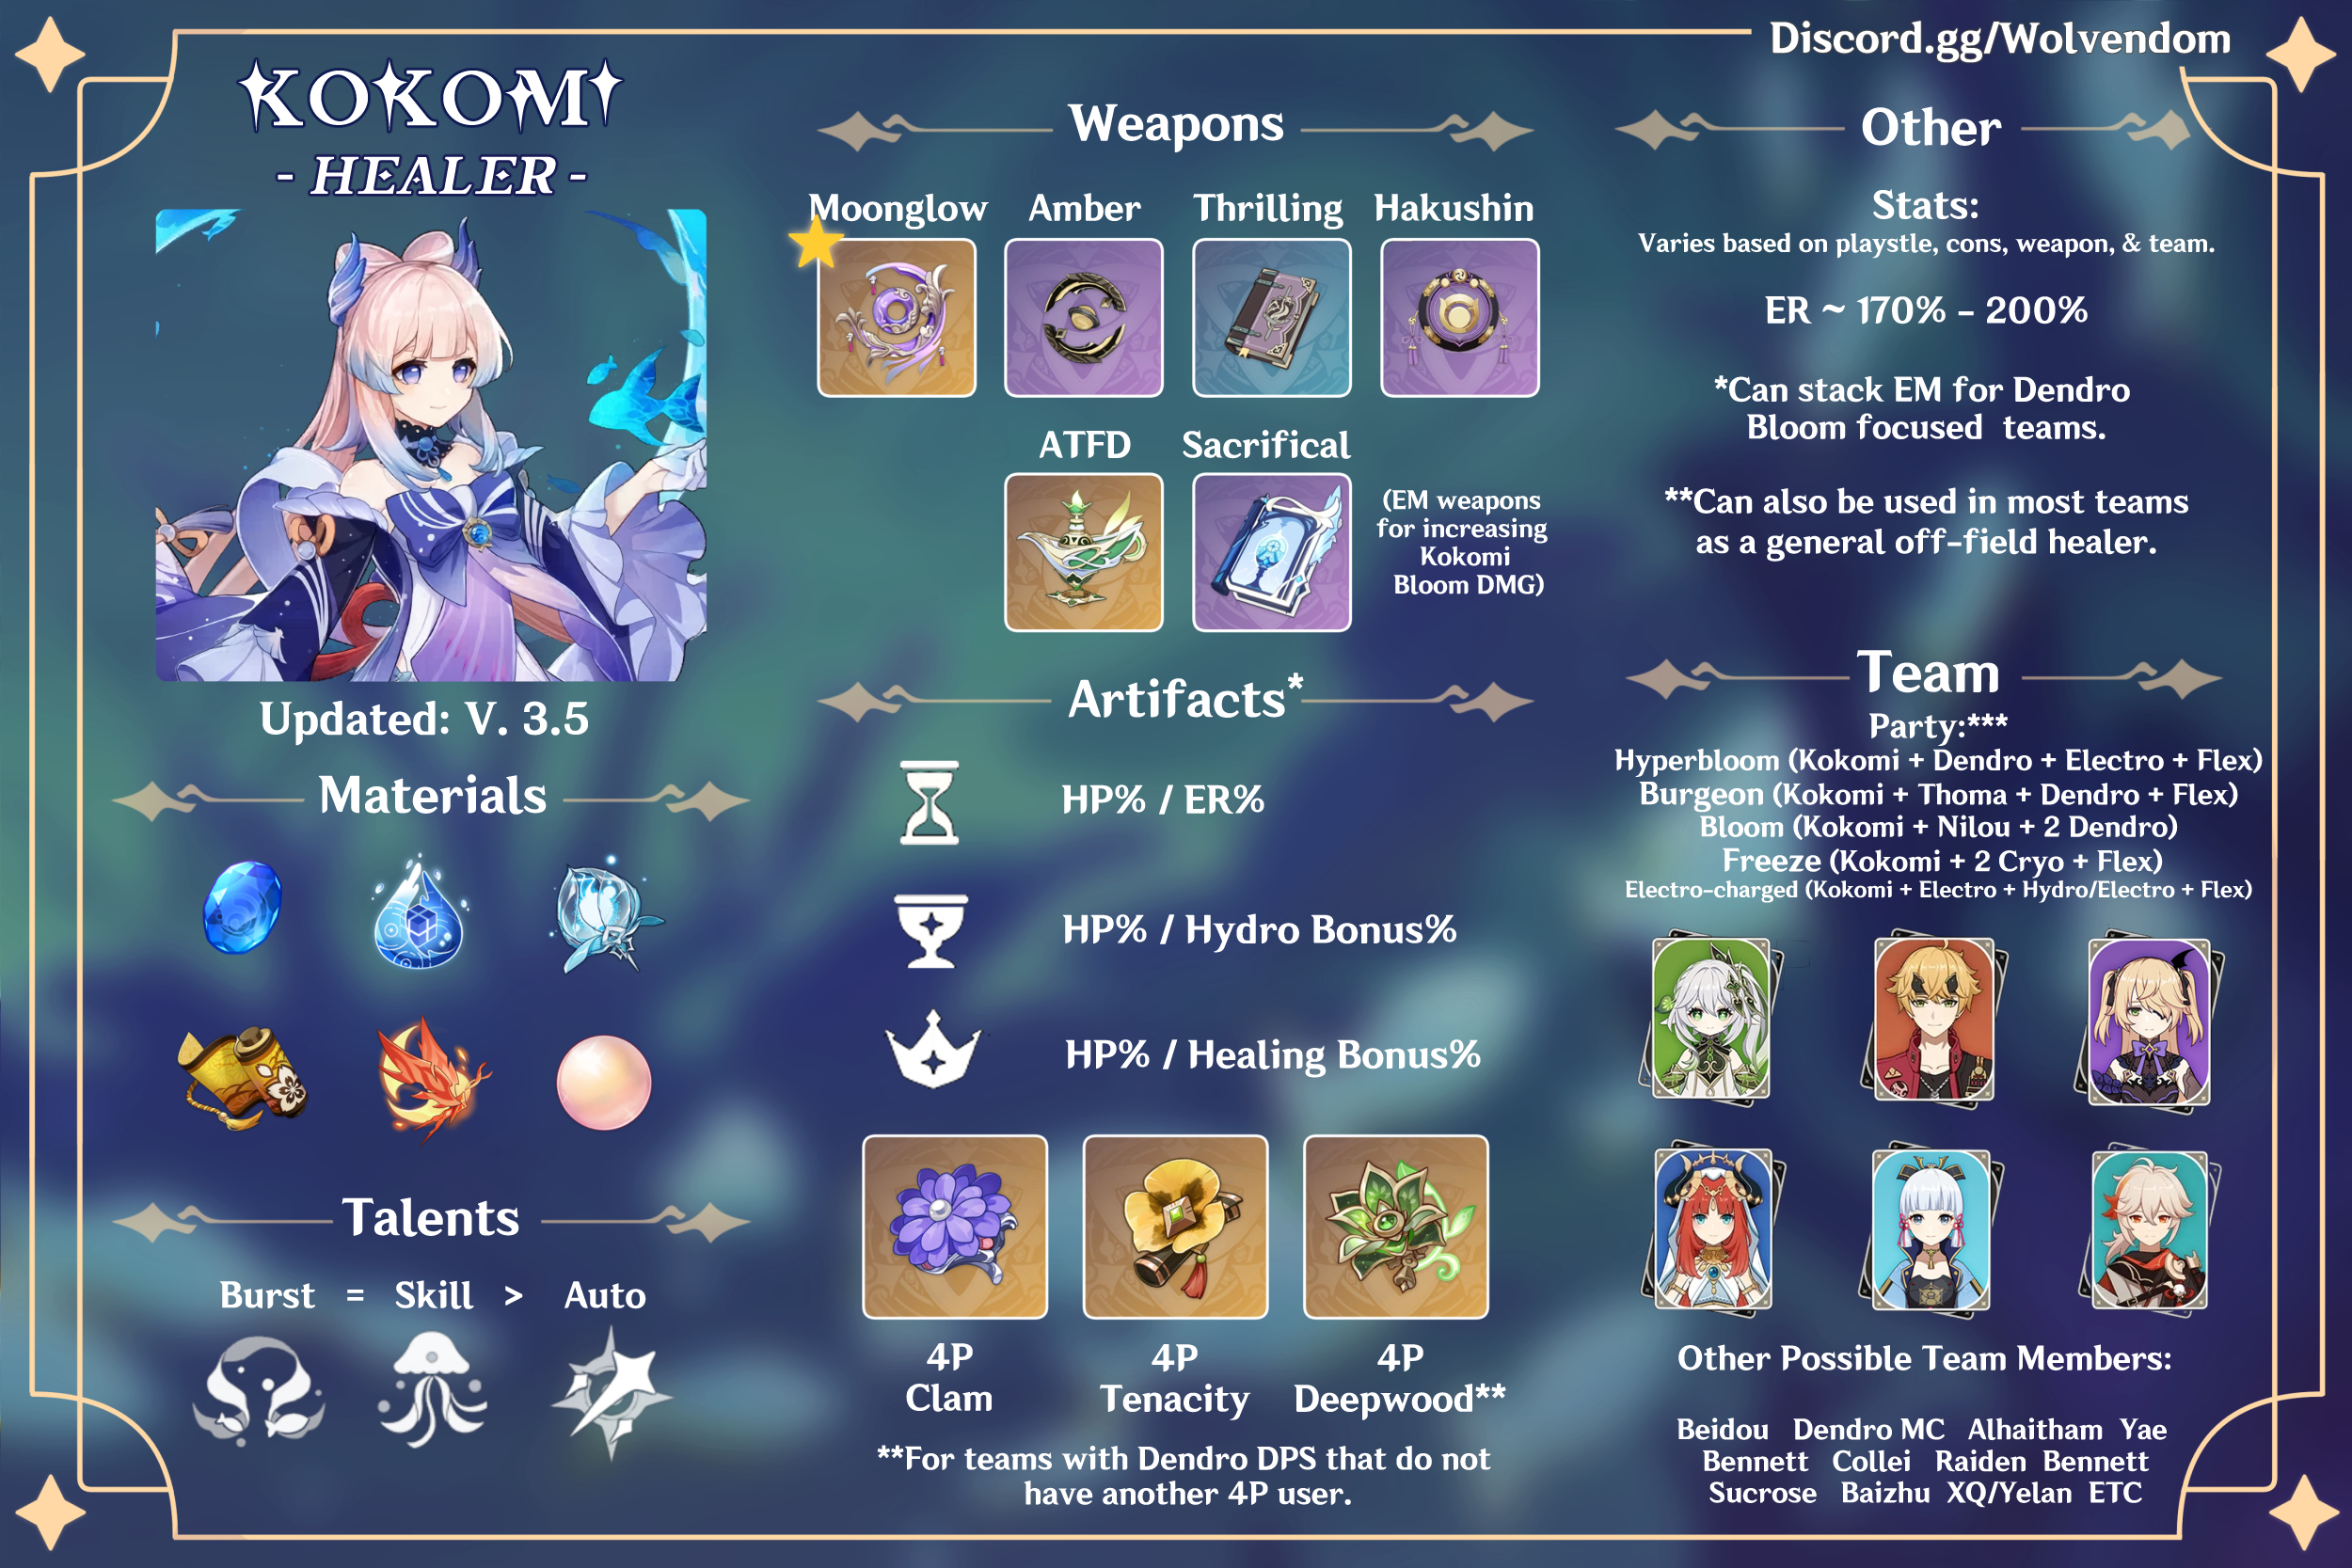 Discord.gg/Wolvendom
KOKOMI
- HEALER -
Updated: V. 3.5
Materials
Talents
Burst = Skill > Auto
Weapons
Moonglow Amber Thrilling Hakushin
ATFD Sacrifical
(EM weapons
for increasing
Kokomi
Bloom DMG)
Artifacts*
HP% / ER%
HP% / Hydro Bonus%
HP% / Healing Bonus%
4P 4P 4P
Clam Tenacity Deepwood**
**For teams with Dendro DPS that do not
have another 4P user.
Other
Stats:
Varies based on playstle, cons, weapon, & team.
ER ~ 170% - 200%
*Can stack EM for Dendro
Bloom focused teams.
**Can also be used in most teams
as a general off-field healer.
Team
Party:***
Hyperbloom (Kokomi + Dendro + Electro + Flex)
Burgeon (Kokomi + Thoma + Dendro + Flex)
Bloom (Kokomi + Nilou + 2 Dendro)
Freeze (Kokomi + 2 Cryo + Flex)
Electro-charged (Kokomi + Electro + Hydro/Electro + Flex)
Other Possible Team Members:
Beidou Dendro MC Alhaitham Yae
Bennett Collei Raiden Bennett
Sucrose Baizhu XQ/Yelan ETC